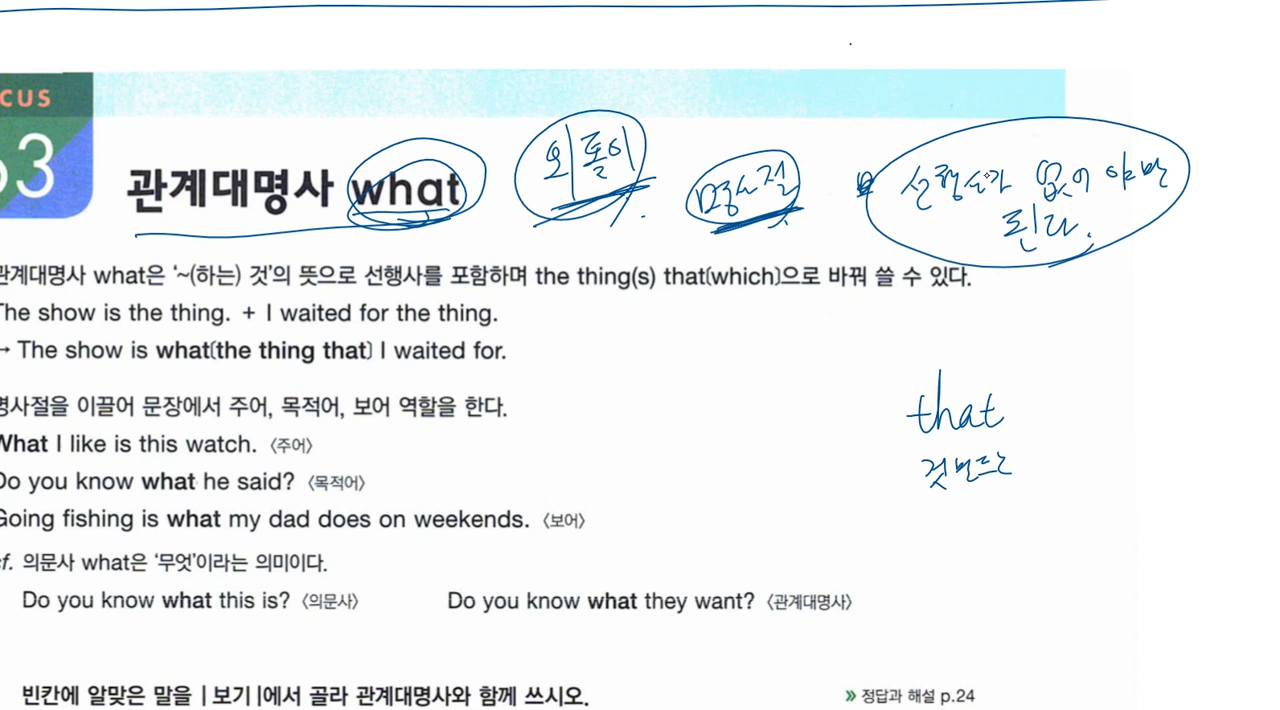 CUS
63
관계대명사 what
외톨이
명사절
선행사가 없어야만
된다.
관계대명사 what은 '~(하는) 것'의 뜻으로 선행사를 포함하며 the thing(s) that(which)으로 바꿔 쓸 수 있다.
The show is the thing. + I waited for the thing.
→ The show is what(the thing that) I waited for.
that
명사절을 이끌어 문장에서 주어, 목적어, 보어 역할을 한다.
What I like is this watch. 〈주어〉
Do you know what he said? 〈목적어〉
Going fishing is what my dad does on weekends. 〈보어〉
cf. 의문사 what은 '무엇'이라는 의미이다.
Do you know what this is? 〈의문사〉 Do you know what they want? 〈관계대명사〉
빈칸에 알맞은 말을 |보기|에서 골라 관계대명사와 함께 쓰시오. » 정답과 해설 p.24